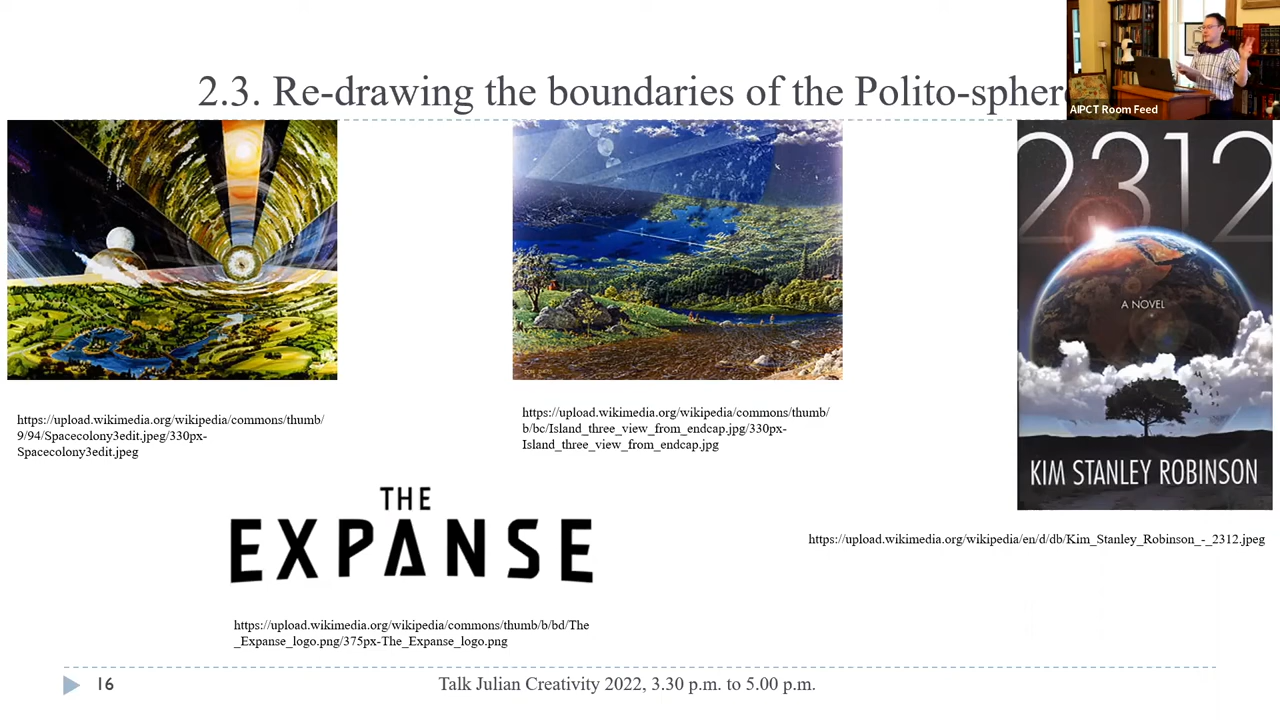 2.3. Re-drawing the boundaries of the Polito-sphere
AIPCT Room Feed
2312
A NOVEL
KIM STANLEY ROBINSON
https://upload.wikimedia.org/wikipedia/commons/thumb/
9/94/Spacecolony3edit.jpeg/330px-
Spacecolony3edit.jpeg
https://upload.wikimedia.org/wikipedia/commons/thumb/
b/bc/Island_three_view_from_endcap.jpg/330px-
Island_three_view_from_endcap.jpg
https://upload.wikimedia.org/wikipedia/en/d/db/Kim_Stanley_Robinson_-_2312.jpeg
THE
EXPANSE
https://upload.wikimedia.org/wikipedia/commons/thumb/b/bd/The
_Expanse_logo.png/375px-The_Expanse_logo.png
16
Talk Julian Creativity 2022, 3.30 p.m. to 5.00 p.m.